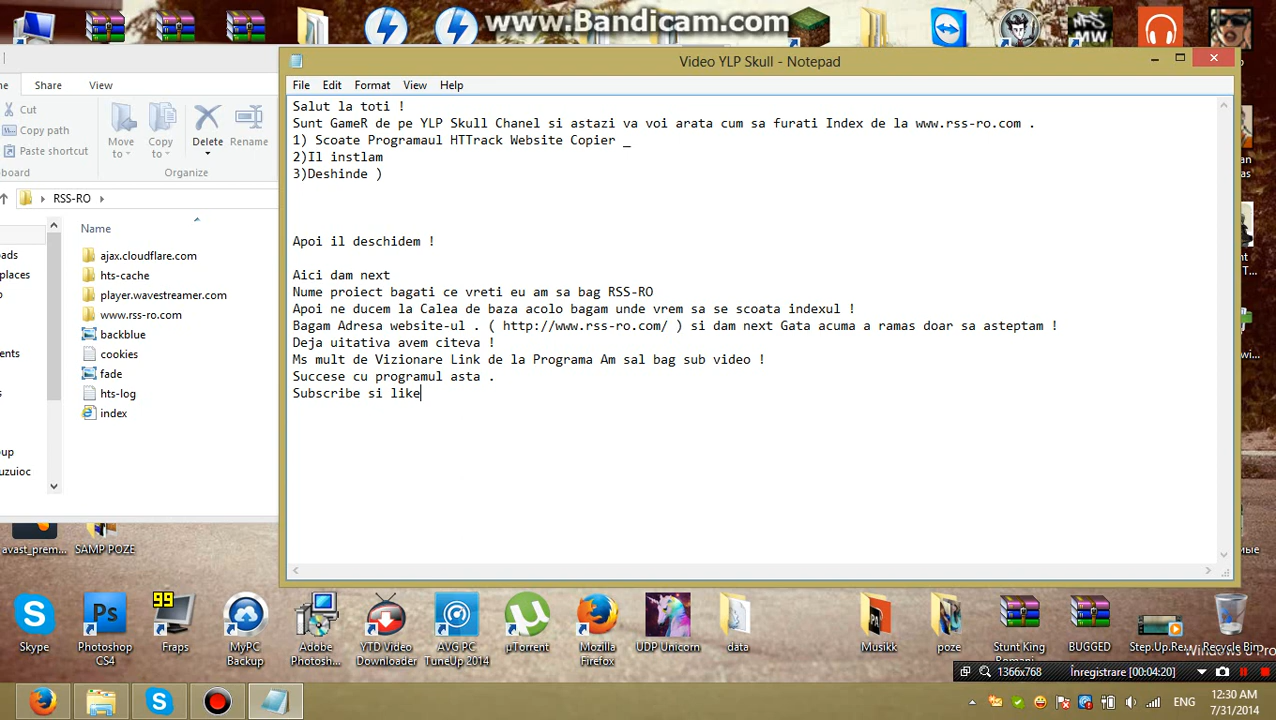 www.Bandicam.com
Video YLP Skull - Notepad
File Edit Format View Help
Salut la toti !
Sunt GameR de pe YLP Skull Chanel si astazi va voi arata cum sa furati Index de la www.rss-ro.com .
1) Scoate Programaul HTTrack Website Copier _
2)Il instlam
3)Deshinde )
Apoi il deschidem !
Aici dam next
Nume proiect bagati ce vreti eu am sa bag RSS-RO
Apoi ne ducem la Calea de baza acolo bagam unde vrem sa se scoata indexul !
Bagam Adresa website-ul . ( http://www.rss-ro.com/ ) si dam next Gata acuma a ramas doar sa asteptam !
Deja uitativa avem citeva !
Ms mult de Vizionare Link de la Programa Am sal bag sub video !
Succese cu programul asta .
Subscribe si like
Share View
Cut
Copy path
Paste shortcut
Move to
Copy to
Delete
Rename
Organize
RSS-RO
Name
ajax.cloudflare.com
hts-cache
player.wavestreamer.com
www.rss-ro.com
backblue
cookies
fade
hts-log
index
avast_prem...
SAMP POZE
99
Skype
Photoshop CS4
Fraps
MyPC Backup
Adobe Photosh...
YTD Video Downloader
AVG PC TuneUp 2014
µTorrent
Mozilla Firefox
UDP Unicorn
data
Musikk
poze
Stunt King
BUGGED
Step.Up.Re...
Recycle Bin
1366x768
Înregistrare [00:04:20]
ENG
12:30 AM
7/31/2014